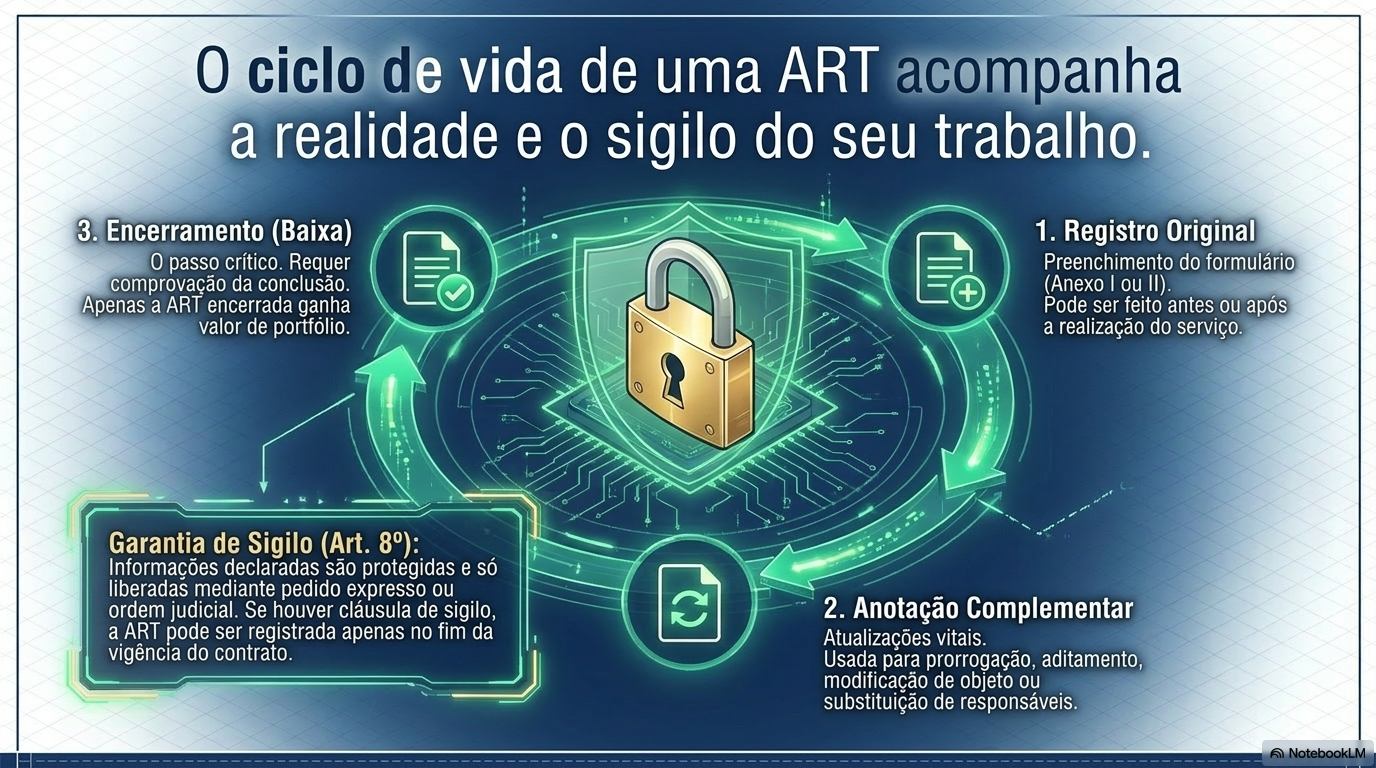 O ciclo de vida de uma ART acompanha
a realidade e o sigilo do seu trabalho.
3. Encerramento (Baixa)
O passo crítico. Requer
comprovação da conclusão.
Apenas a ART encerrada ganha
valor de portfólio.
1. Registro Original
Preenchimento do formulário
(Anexo I ou II).
Pode ser feito antes ou após
a realização do serviço.
Garantia de Sigilo (Art. 8º):
Informações declaradas são protegidas e só
liberadas mediante pedido expresso ou
ordem judicial. Se houver cláusula de sigilo,
a ART pode ser registrada apenas no fim da
vigência do contrato.
2. Anotação Complementar
Atualizações vitais.
Usada para prorrogação, aditamento,
modificação de objeto ou
substituição de responsáveis.
NotebookLM